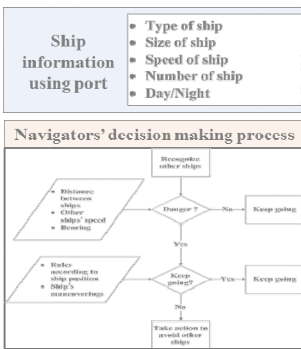 Ship
information
using port
• Type of ship
• Size of ship
• Speed of ship
• Number of ship
• Day/Night
Navigators' decision making process
Recognize
other ships
• Distance
between
ships
• Other
ships' speed
• Bearing
Danger ?
No
Keep going
Yes
• Rules
according to
ship position
• Ship's
maneuverings
Keep
going?
Yes
Keep going
No
Take action to
avoid other
ships